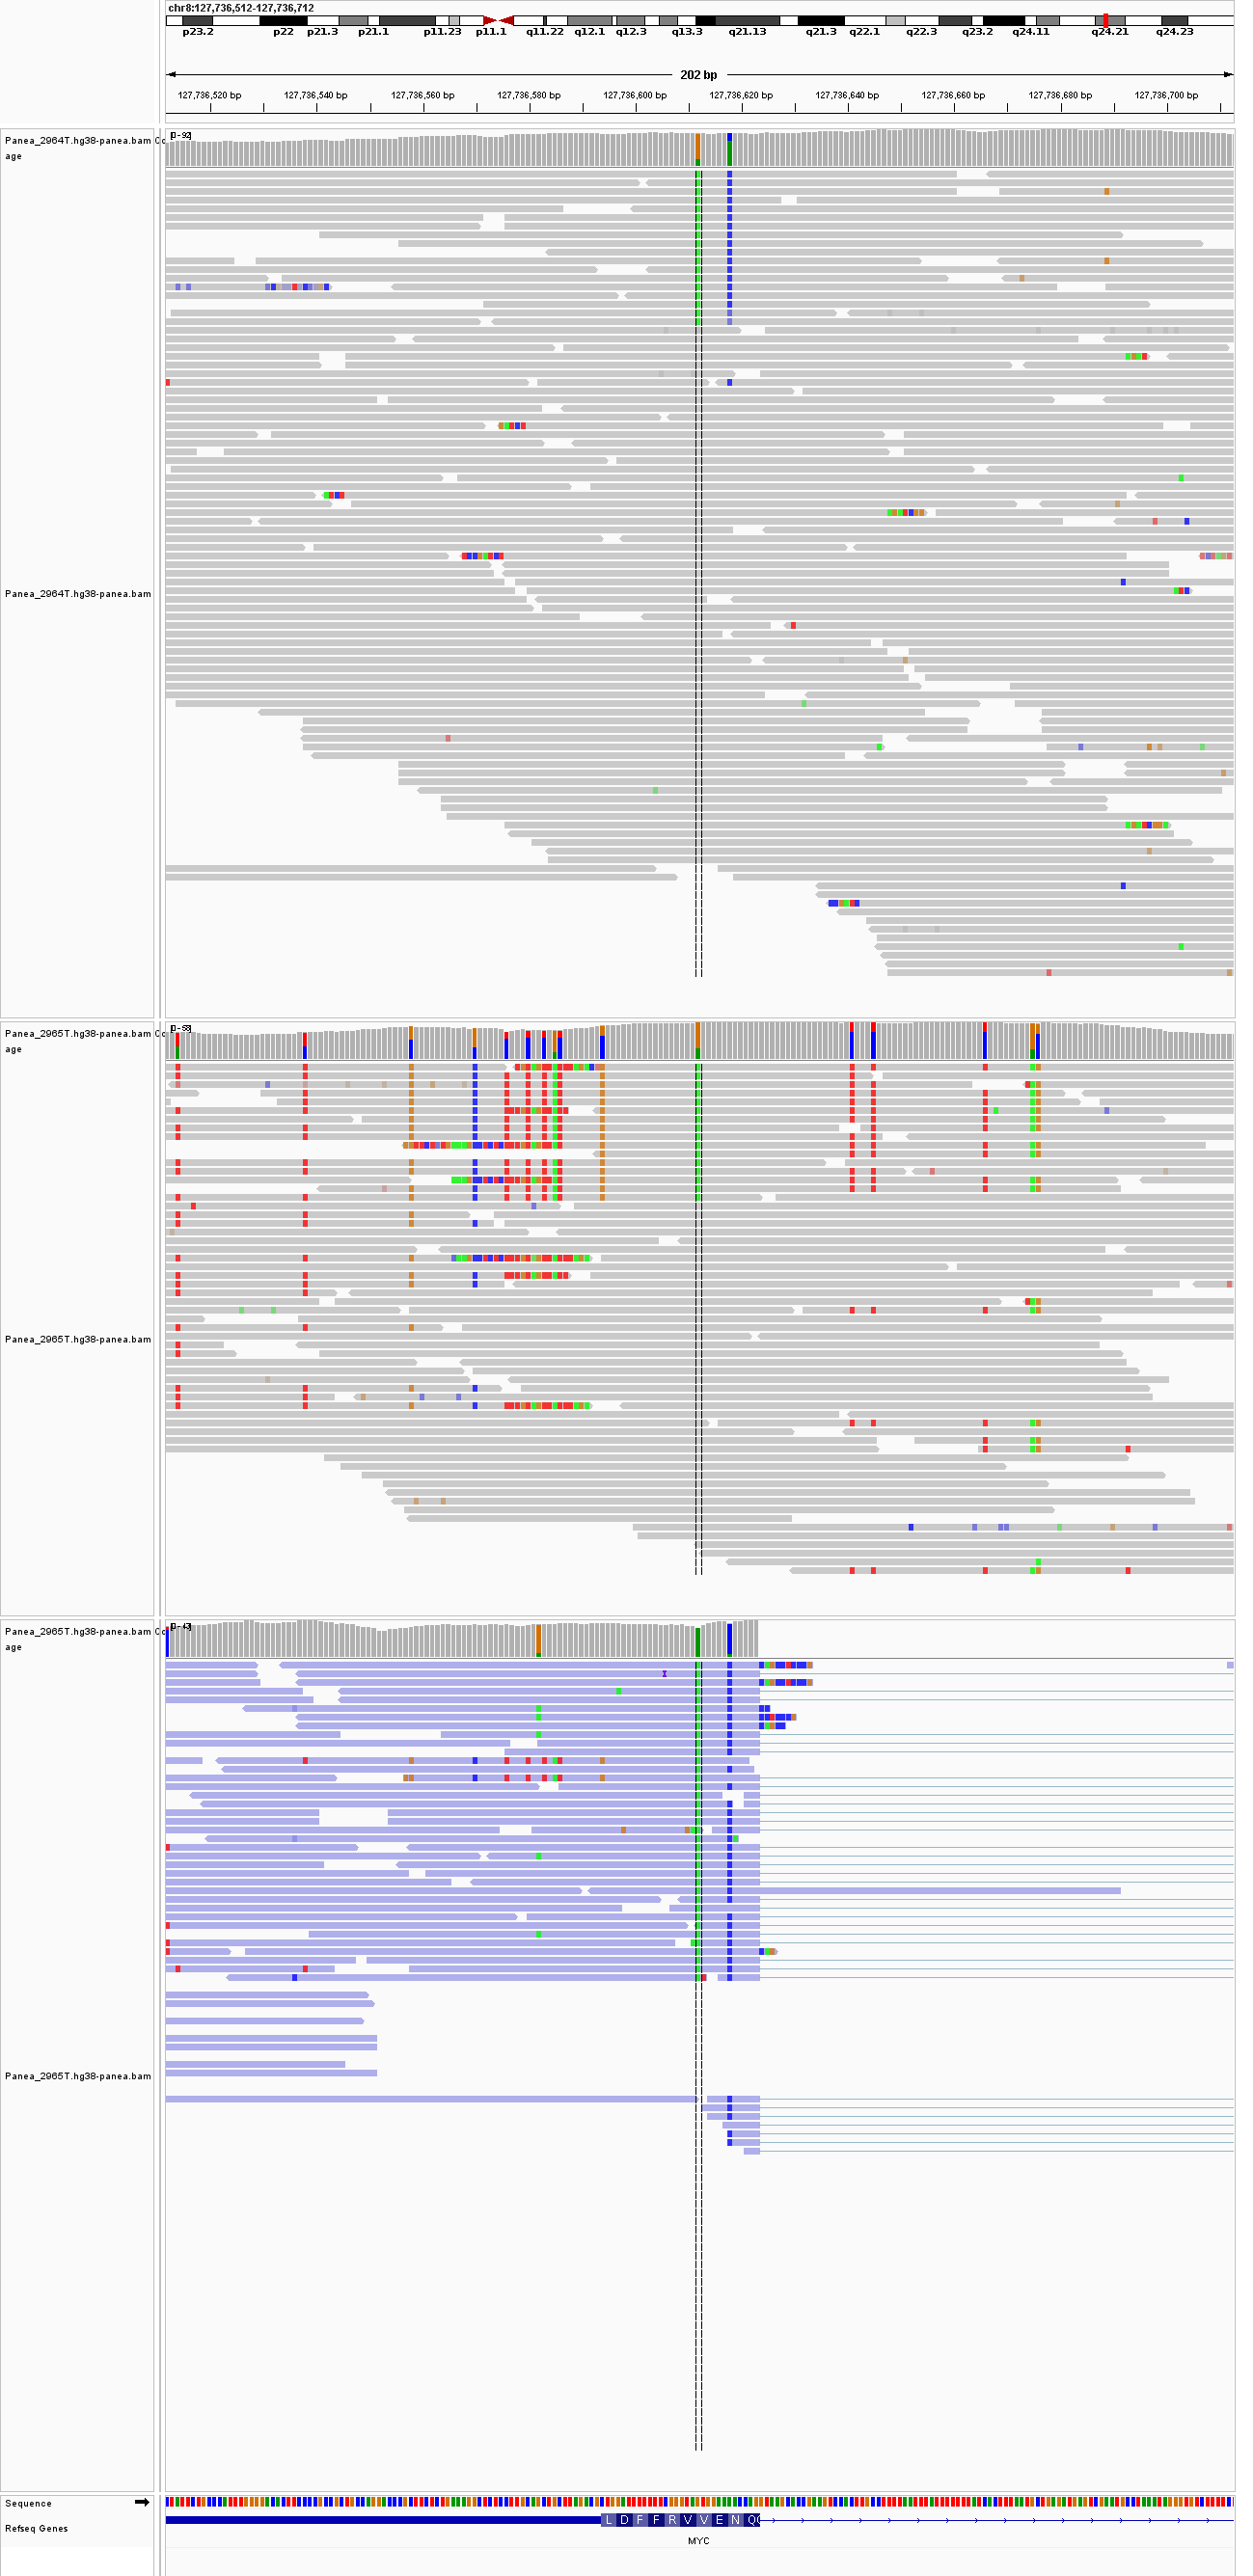 chr8:127,736,512-127,736,712
p23.2 p22 p21.3 p21.1 p11.23 p11.1 q11.22 q12.1 q12.3 q13.3 q21.13 q21.3 q22.1 q22.3 q23.2 q24.11 q24.21 q24.23
202 bp
127,736,520 bp 127,736,540 bp 127,736,560 bp 127,736,580 bp 127,736,600 bp 127,736,620 bp 127,736,640 bp 127,736,660 bp 127,736,680 bp 127,736,700 bp
Panea_2964T.hg38-panea.bam Co
age
[0-92]
Panea_2964T.hg38-panea.bam
Panea_2965T.hg38-panea.bam Co
age
Panea_2965T.hg38-panea.bam
Panea_2965T.hg38-panea.bam Co
age
Panea_2965T.hg38-panea.bam
Sequence
Refseq Genes
L D F F R V V E N Q
MYC